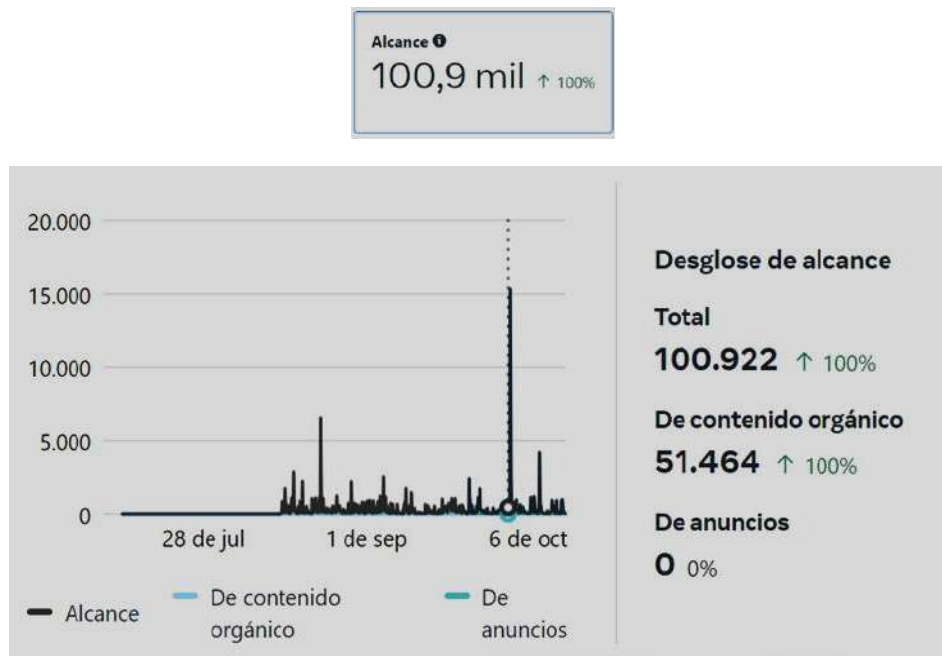 Alcance
100,9 mil ↑ 100%
20.000
15.000
10.000
5.000
0
28 de jul 1 de sep 6 de oct
Alcance
De contenido
orgánico
De
anuncios
Desglose de alcance
Total
100.922 ↑ 100%
De contenido orgánico
51.464 ↑ 100%
De anuncios
0 0%